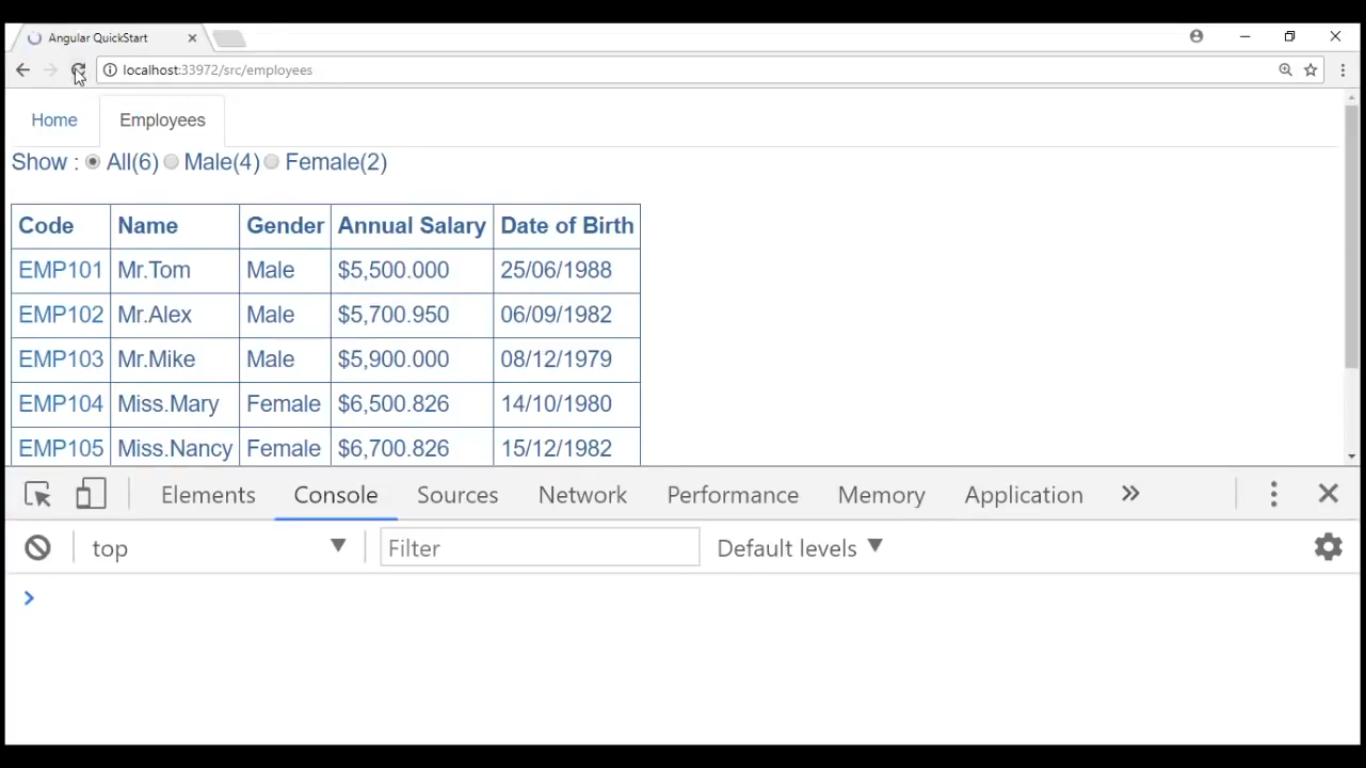 Angular QuickStart
localhost:33972/src/employees
Home Employees
Show : All(6) Male(4) Female(2)
Code Name Gender Annual Salary Date of Birth
EMP101 Mr.Tom Male $5,500.000 25/06/1988
EMP102 Mr.Alex Male $5,700.950 06/09/1982
EMP103 Mr.Mike Male $5,900.000 08/12/1979
EMP104 Miss.Mary Female $6,500.826 14/10/1980
EMP105 Miss.Nancy Female $6,700.826 15/12/1982
Elements Console Sources Network Performance Memory Application
top Filter Default levels